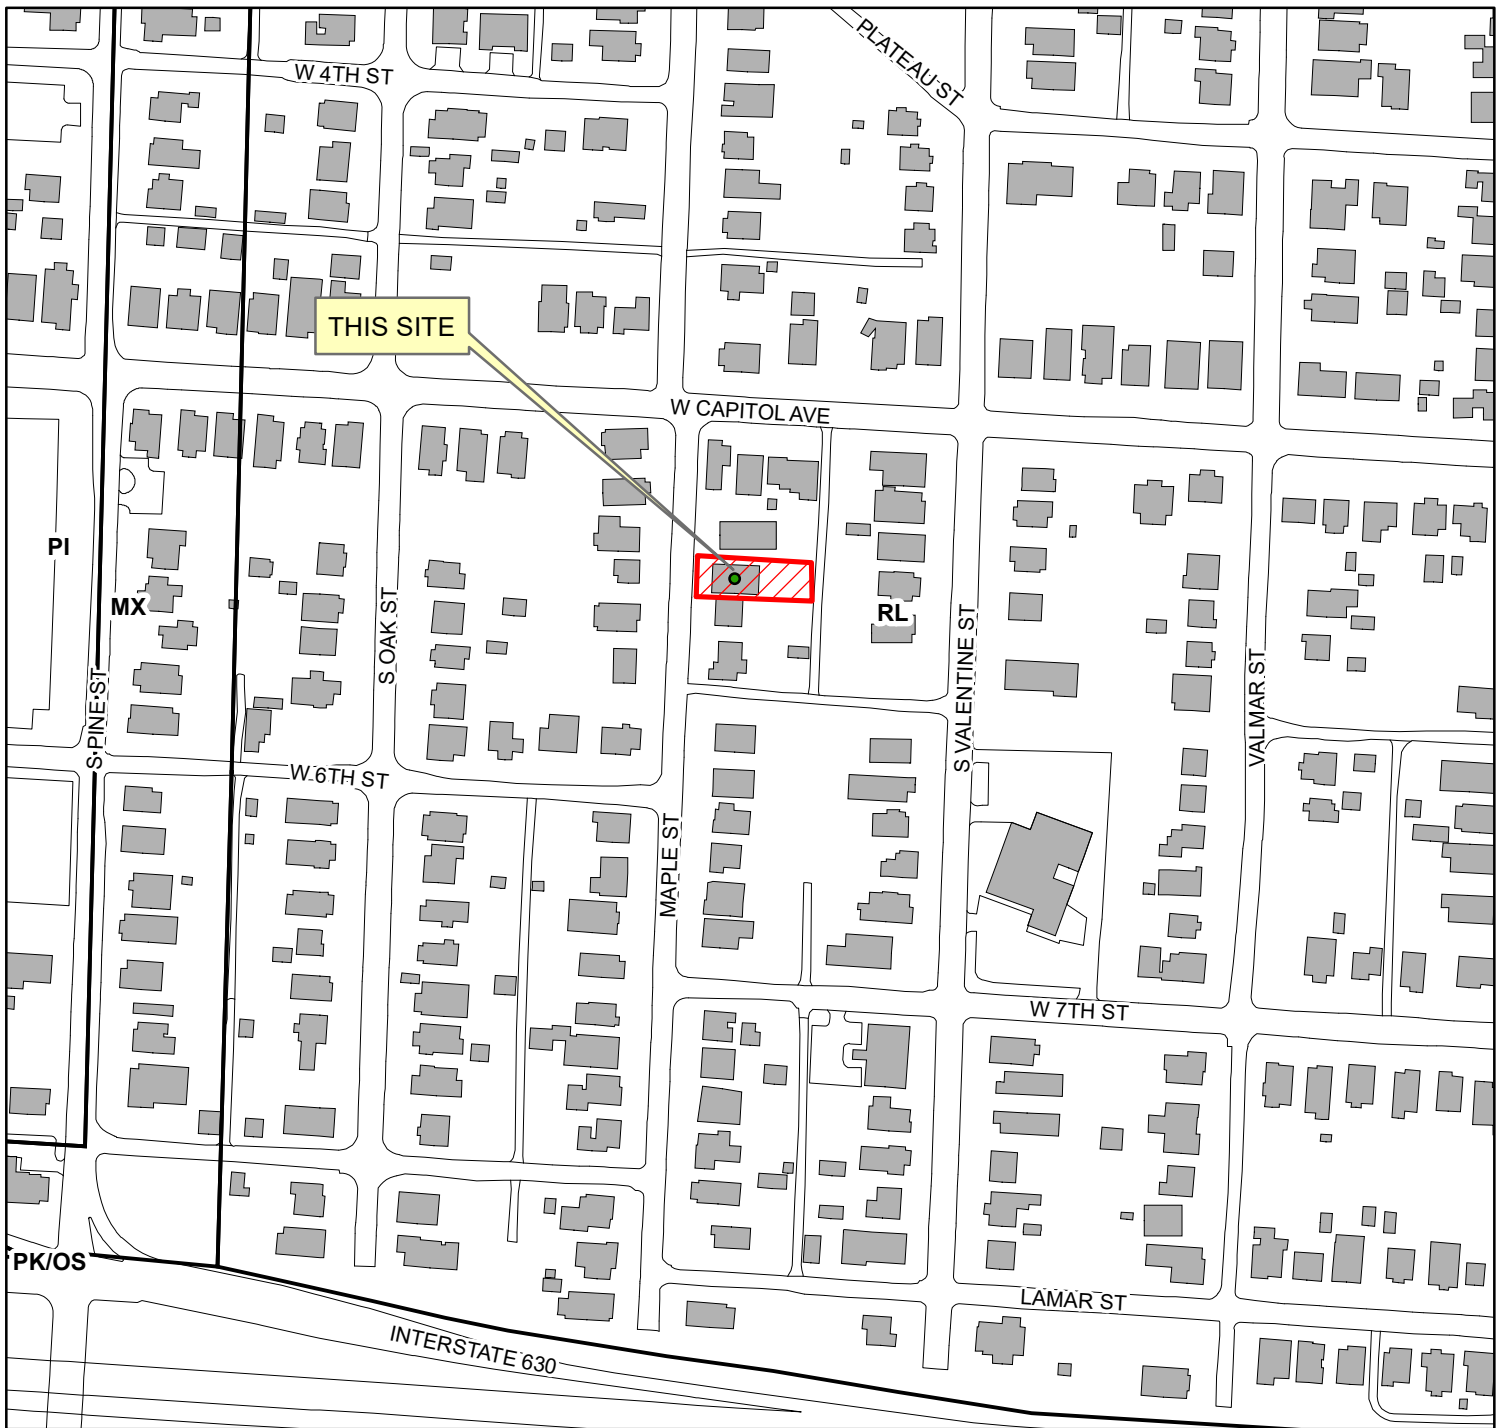 W 4TH ST
PLATEAU ST
THIS SITE
W CAPITOL AVE
PI
MX
RL
S OAK ST
S PINE ST
S VALENTINE ST
VALMAR ST
W 6TH ST
MAPLE ST
W 7TH ST
PK/OS
LAMAR ST
INTERSTATE 630